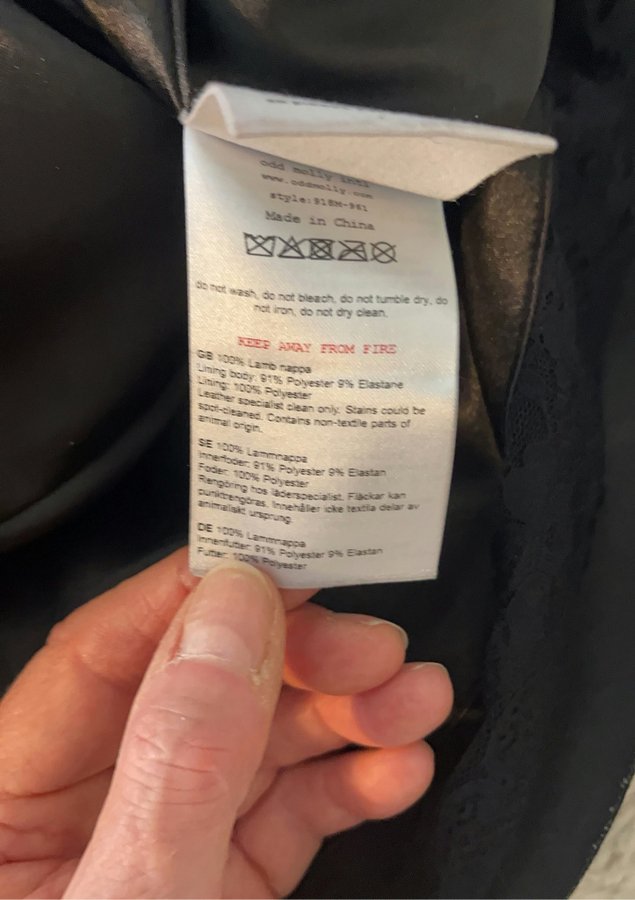 odd molly intl
www.oddmolly.com
style:918M-961
Made in China
do not wash, do not bleach, do not tumble dry, do
not iron, do not dry clean.
KEEP AWAY FROM FIRE
GB 100% Lamb nappa
Lining body: 91% Polyester 9% Elastane
Lining: 100% Polyester
Leather specialist clean only. Stains could be
spot-cleaned. Contains non-textile parts of
animal origin.
SE 100% Lammnappa
Innerfoder: 91% Polyester 9% Elastan
Foder: 100% Polyester
Rengöring hos läderspecialist. Fläckar kan
punktrengöras. Innehåller icke textila delar av
animaliskt ursprung.
DE 100% Lammnappa
Innenfutter: 91% Polyester 9% Elastan
Futter: 100% Polyester